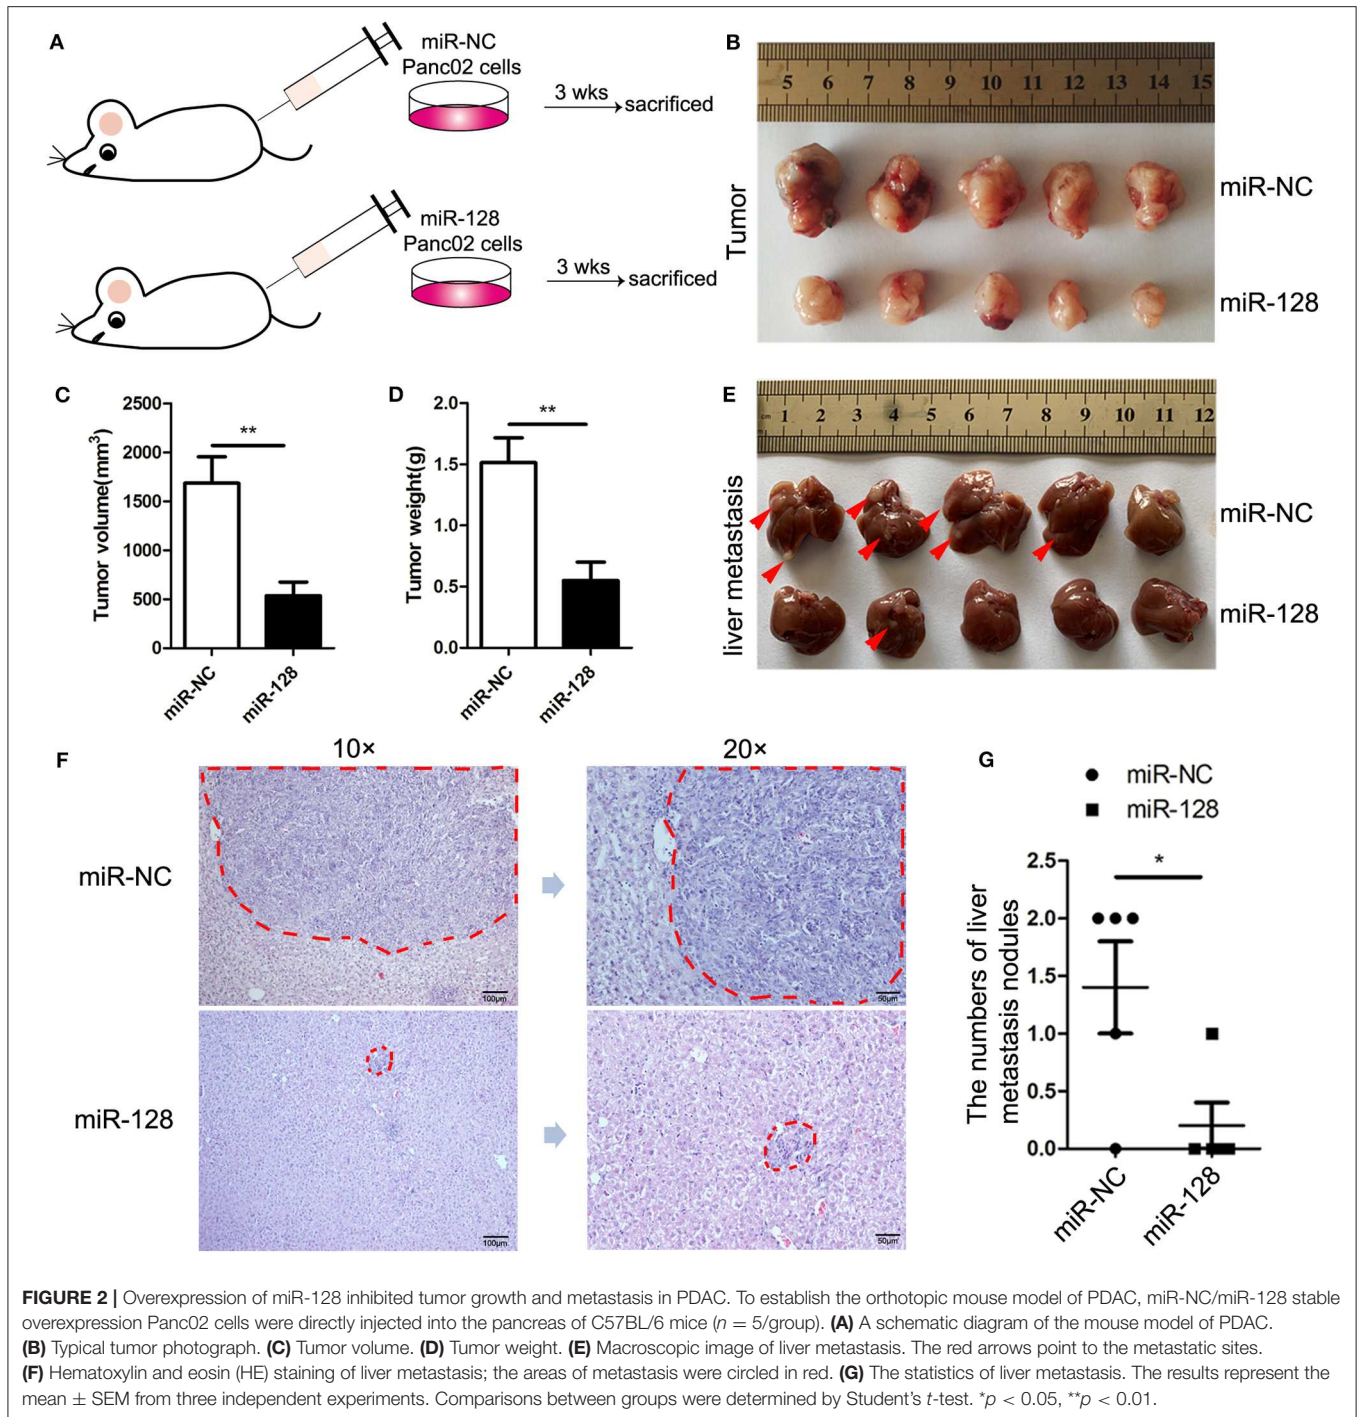 A
miR-NC
Panc02 cells
3 wks
sacrificed
miR-128
Panc02 cells
3 wks
sacrificed
B
5 6 7 8 9 10 11 12 13 14 15
Tumor
miR-NC
miR-128
C
Tumor volume(mm³)
2500
2000
1500
1000
500
0
**
miR-NC
miR-128
D
Tumor weight(g)
2.0
1.5
1.0
0.5
0.0
**
miR-NC
miR-128
E
cm 1 2 3 4 5 6 7 8 9 10 11 12
liver metastasis
miR-NC
miR-128
F
10×
20×
miR-NC
100µm
50µm
miR-128
100µm
50µm
G
miR-NC
miR-128
The numbers of liver
metastasis nodules
2.5
2.0
1.5
1.0
0.5
0.0
*
miR-NC
miR-128
FIGURE 2 | Overexpression of miR-128 inhibited tumor growth and metastasis in PDAC. To establish the orthotopic mouse model of PDAC, miR-NC/miR-128 stable
overexpression Panc02 cells were directly injected into the pancreas of C57BL/6 mice (n = 5/group). (A) A schematic diagram of the mouse model of PDAC.
(B) Typical tumor photograph. (C) Tumor volume. (D) Tumor weight. (E) Macroscopic image of liver metastasis. The red arrows point to the metastatic sites.
(F) Hematoxylin and eosin (HE) staining of liver metastasis; the areas of metastasis were circled in red. (G) The statistics of liver metastasis. The results represent the
mean ± SEM from three independent experiments. Comparisons between groups were determined by Student's t-test. *p < 0.05, **p < 0.01.